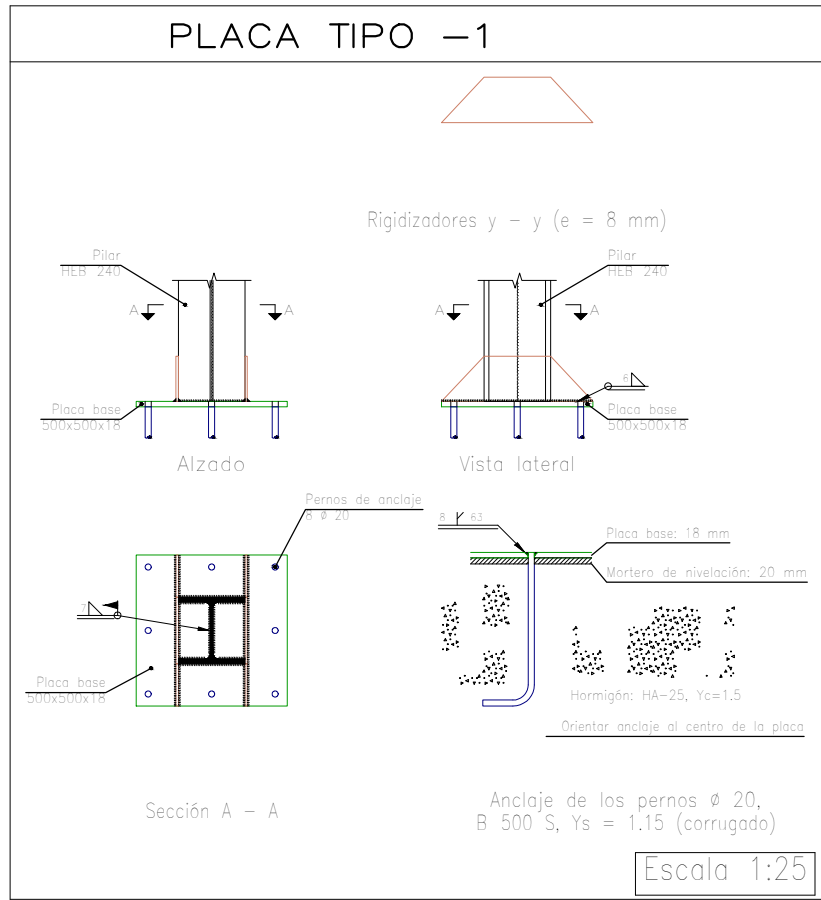 PLACA TIPO -1
Rigidizadores y - y (e = 8 mm)
Pilar
HEB 240
A
A
Placa base
500x500x18
Alzado
Pilar
HEB 240
A
A
6
Placa base
500x500x18
Vista lateral
Pernos de anclaje
8 ø 20
7
Placa base
500x500x18
Sección A - A
8
63
Placa base: 18 mm
Mortero de nivelación: 20 mm
Hormigón: HA-25, Yc=1.5
Orientar anclaje al centro de la placa
Anclaje de los pernos ø 20,
B 500 S, Ys = 1.15 (corrugado)
Escala 1:25